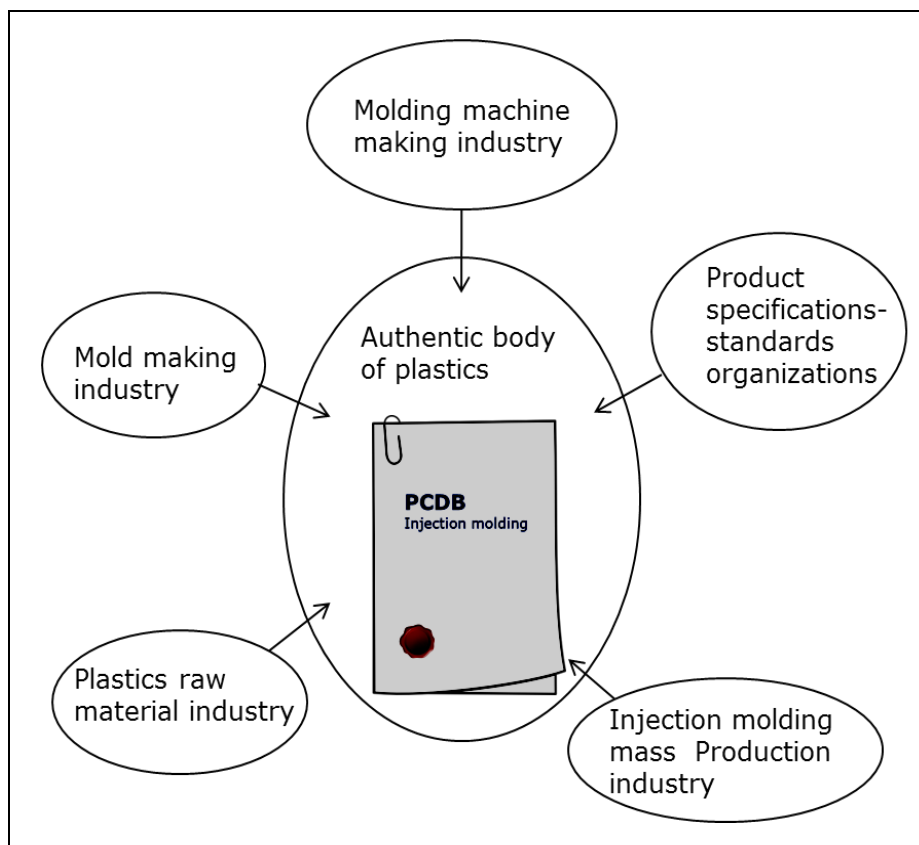 Molding machine
making industry
Product
specifications-
standards
organizations
Authentic body
of plastics
Mold making
industry
PCDB
Injection molding
Plastics raw
material industry
Injection molding
mass Production
industry